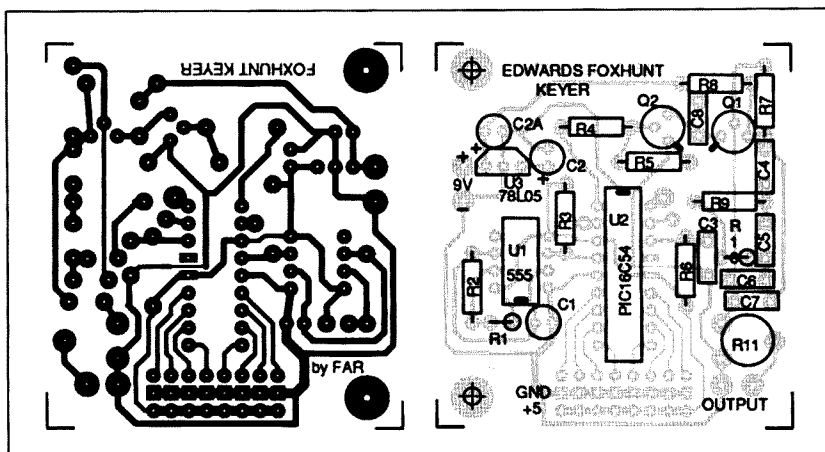 FOXHUNT KEYER
by FAR
EDWARDS FOXHUNT
KEYER
R8
Q2
Q1
R7
C8
C2A
R4
C2
R5
C4
+
+
+
9V
U3
78L05
−
R9
R3
U2
C3
R
1
C5
U1
555
PIC16C54
R6
C6
R2
C7
C1
R1
R11
GND
+5
OUTPUT